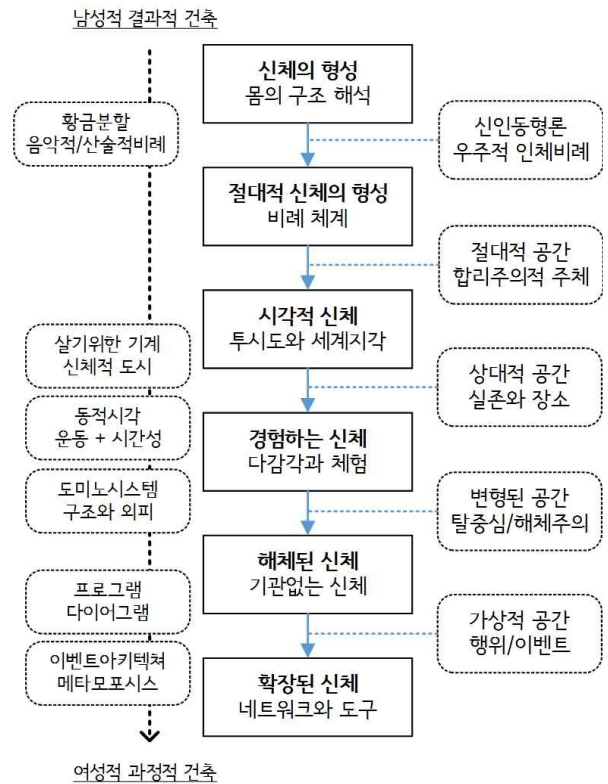 남성적 결과적 건축
신체의 형성
몸의 구조 해석
황금분할
음악적/산술적비례
신인동형론
우주적 인체비례
절대적 신체의 형성
비례 체계
절대적 공간
합리주의적 주체
시각적 신체
투시도와 세계지각
살기위한 기계
신체적 도시
상대적 공간
실존와 장소
동적시각
운동 + 시간성
경험하는 신체
다감각과 체험
도미노시스템
구조와 외피
변형된 공간
탈중심/해체주의
해체된 신체
기관없는 신체
프로그램
다이어그램
가상적 공간
행위/이벤트
이벤트아키텍쳐
메타모포시스
확장된 신체
네트워크와 도구
여성적 과정적 건축